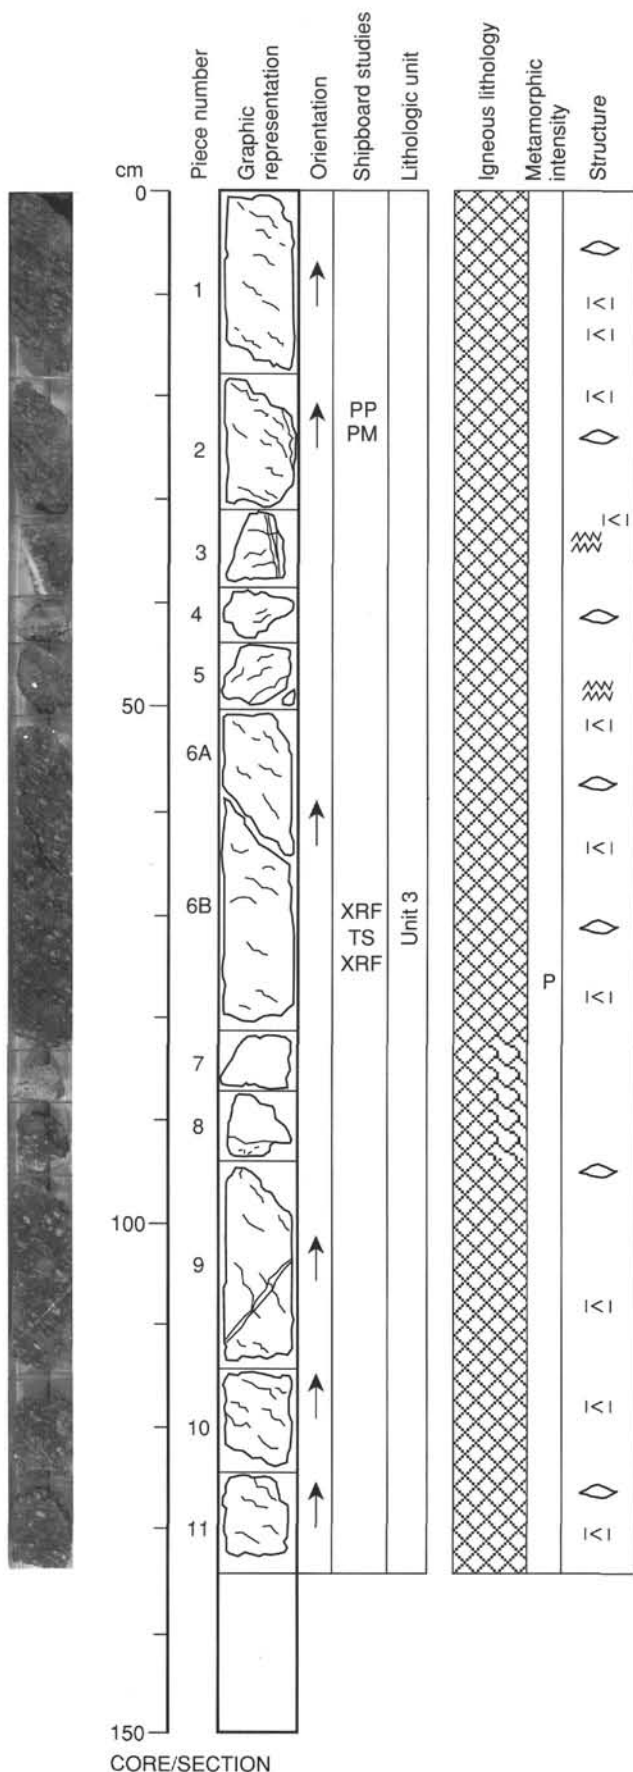 cm
Piece number
Graphic representation
Orientation
Shipboard studies
Lithologic unit
Igneous lithology
Metamorphic intensity
Structure
0
1
PP
2
PM
3
4
5
50
6A
6B
XRF
TS
XRF
Unit 3
P
7
8
100
9
10
11
150
CORE/SECTION